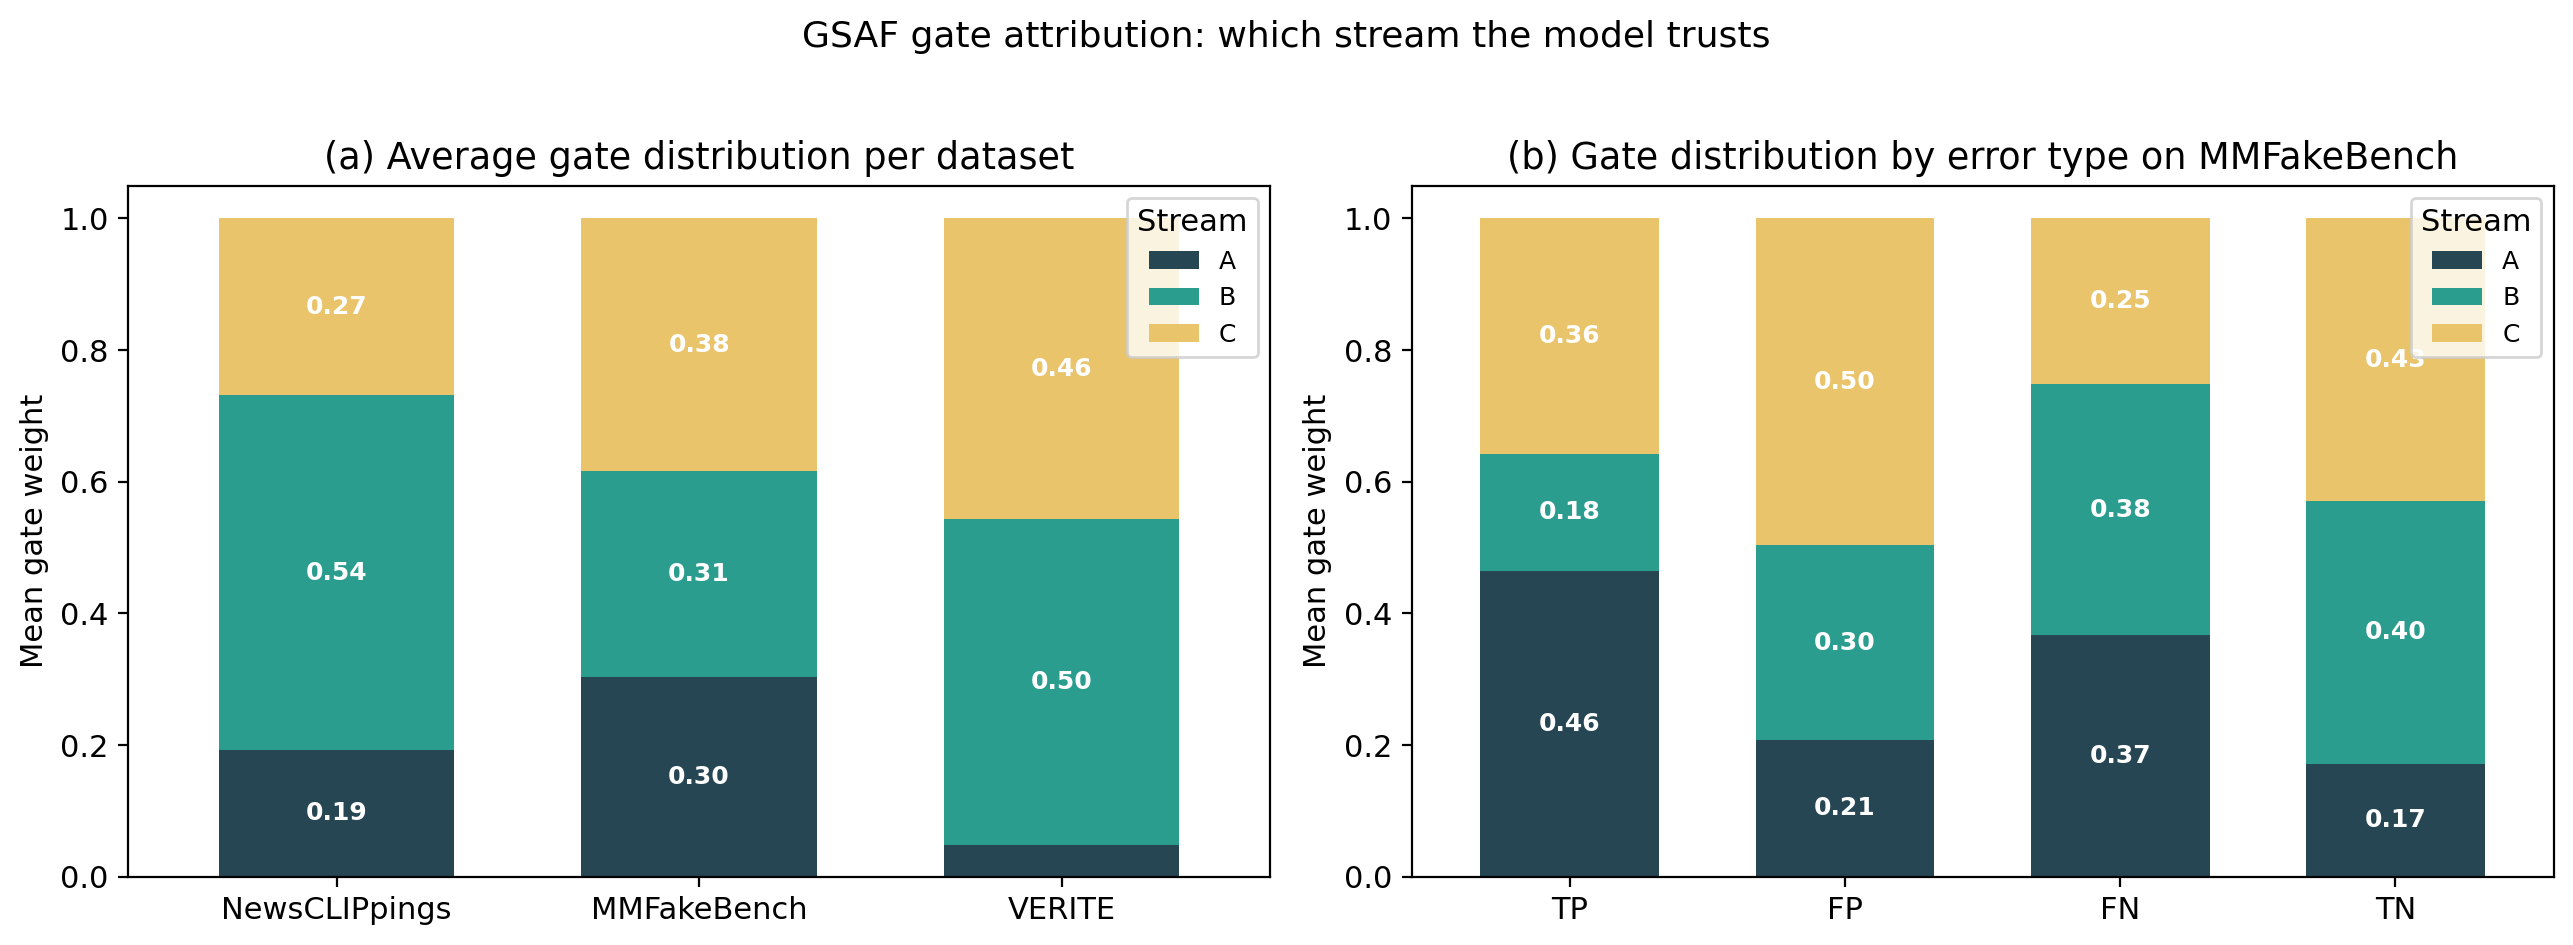 GSAF gate attribution: which stream the model trusts
(a) Average gate distribution per dataset
Mean gate weight
1.0
0.8
0.6
0.4
0.2
0.0
0.27
0.54
0.19
0.38
0.31
0.30
0.46
0.50
Stream
A
B
C
NewsCLIPpings MMFakeBench VERITE
(b) Gate distribution by error type on MMFakeBench
Mean gate weight
1.0
0.8
0.6
0.4
0.2
0.0
0.36
0.18
0.46
0.50
0.30
0.21
0.25
0.38
0.37
0.43
0.40
0.17
Stream
A
B
C
TP FP FN TN